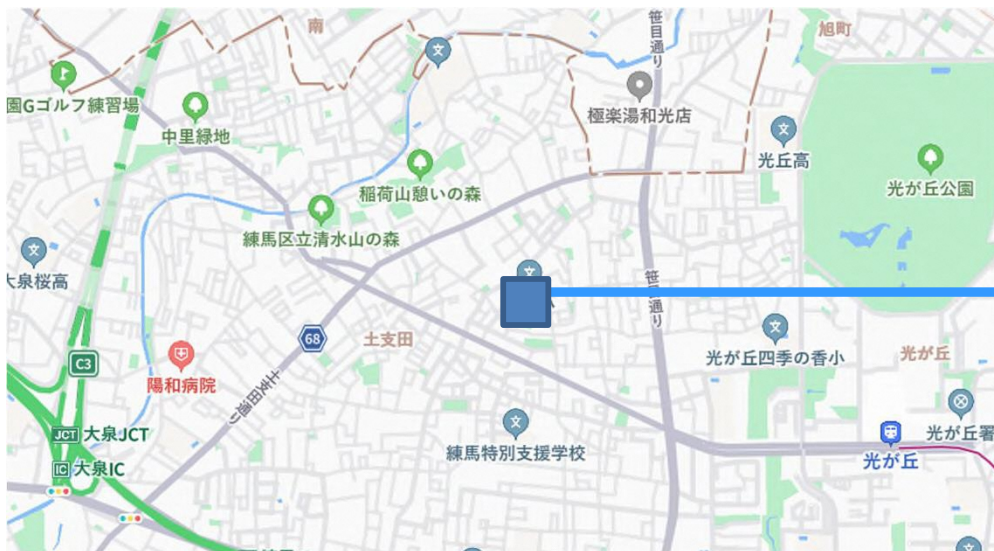 南
笹目通り
旭町
園Gゴルフ練習場
中里緑地
極楽湯和光店
光丘高
稲荷山憩いの森
光が丘公園
練馬区立清水山の森
大泉桜高
笹目通り
68
土支田
光が丘四季の香小
光が丘
C3
陽和病院
土支田通り
光が丘署
JCT 大泉JCT
練馬特別支援学校
光が丘
IC 大泉IC